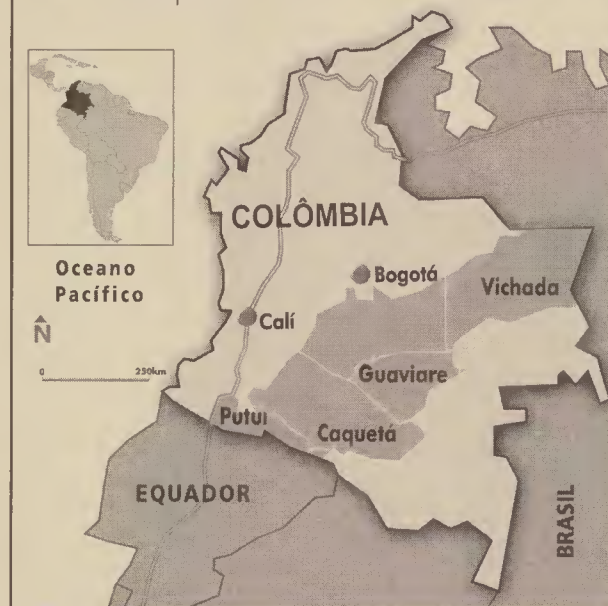 COLÔMBIA
Oceano
Pacífico
Bogotá
Vichada
Calí
N
0 250km
Guaviare
Putui
Caquetá
EQUADOR
BRASIL